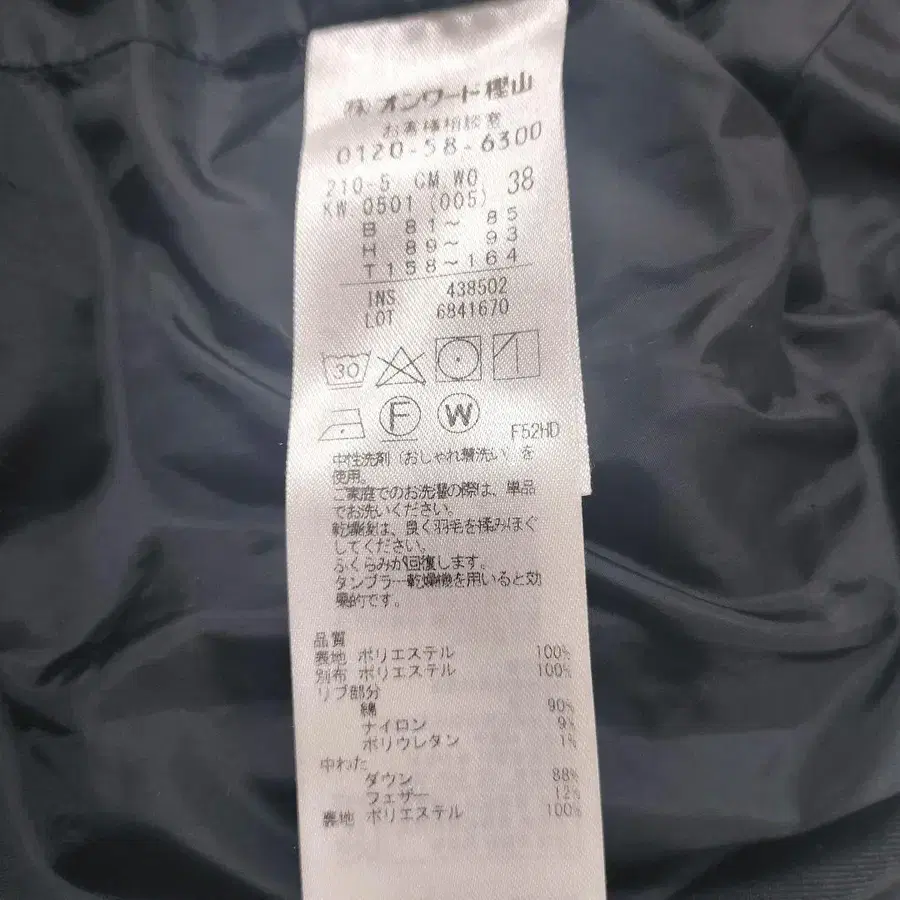 (株)オンワード樫山
お客様相談室
0120-58-6300
210-5 CM WO 38
KW 0501 (005)
B 81～ 85
H 89～ 93
T158～164
INS 438502
LOT 6841670
30
F W F52HD
中性洗剤（おしゃれ着洗い）を
使用。
ご家庭でのお洗濯の際は、単品
でお洗いください。
乾燥後は、良く羽毛を揉みほぐ
してください。
ふくらみが回復します。
タンブラー乾燥機を用いると効
果的です。
品質
表地 ポリエステル 100%
別布 ポリエステル 100%
リブ部分
綿 90%
ナイロン 9%
ポリウレタン 1%
中わた
ダウン 88%
フェザー 12%
裏地 ポリエステル 100%